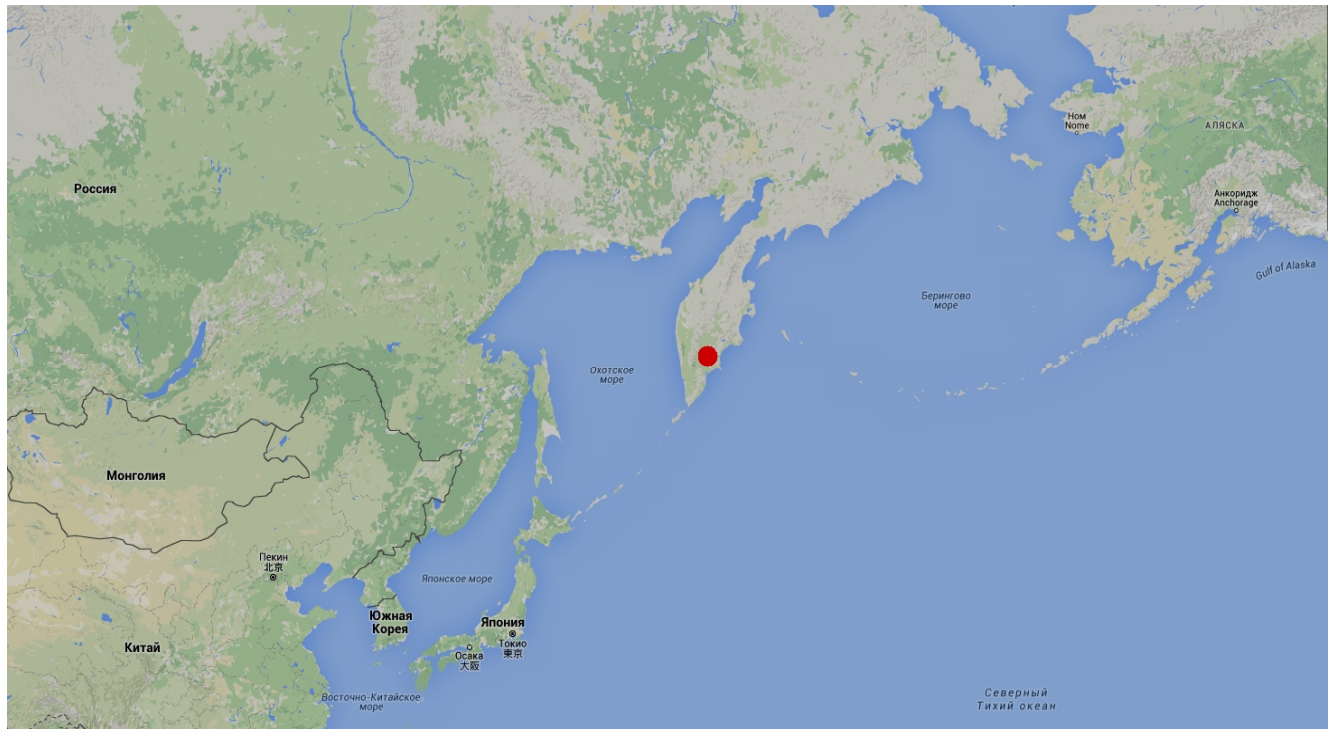 Ном
Nome
АЛЯСКА
Россия
Анкоридж
Anchorage
Gulf of Alaska
Берингово
море
Охотское
море
Монголия
Пекин
北京
Японское море
Южная
Корея
Япония
Токио
東京
Осака
大阪
Китай
Восточно-Китайское
море
Северный
Тихий океан